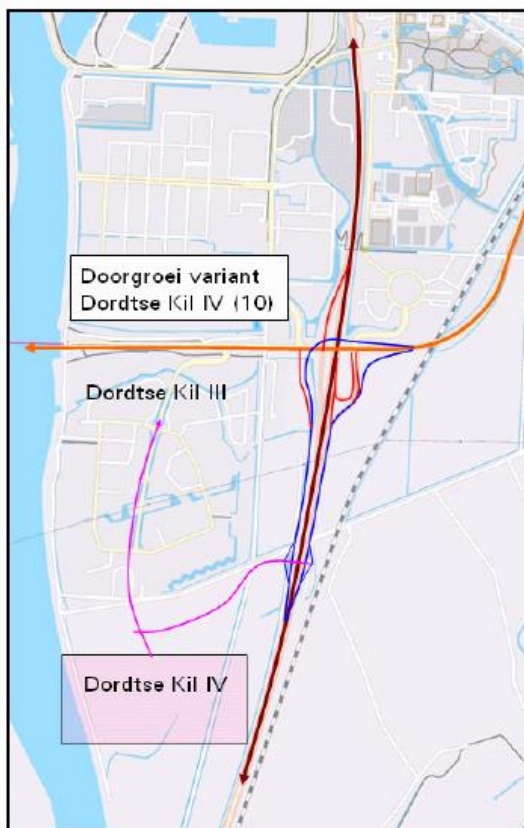 Doorgroei variant
Dordtse Kil IV (10)
Dordtse Kil III
Dordtse Kil IV